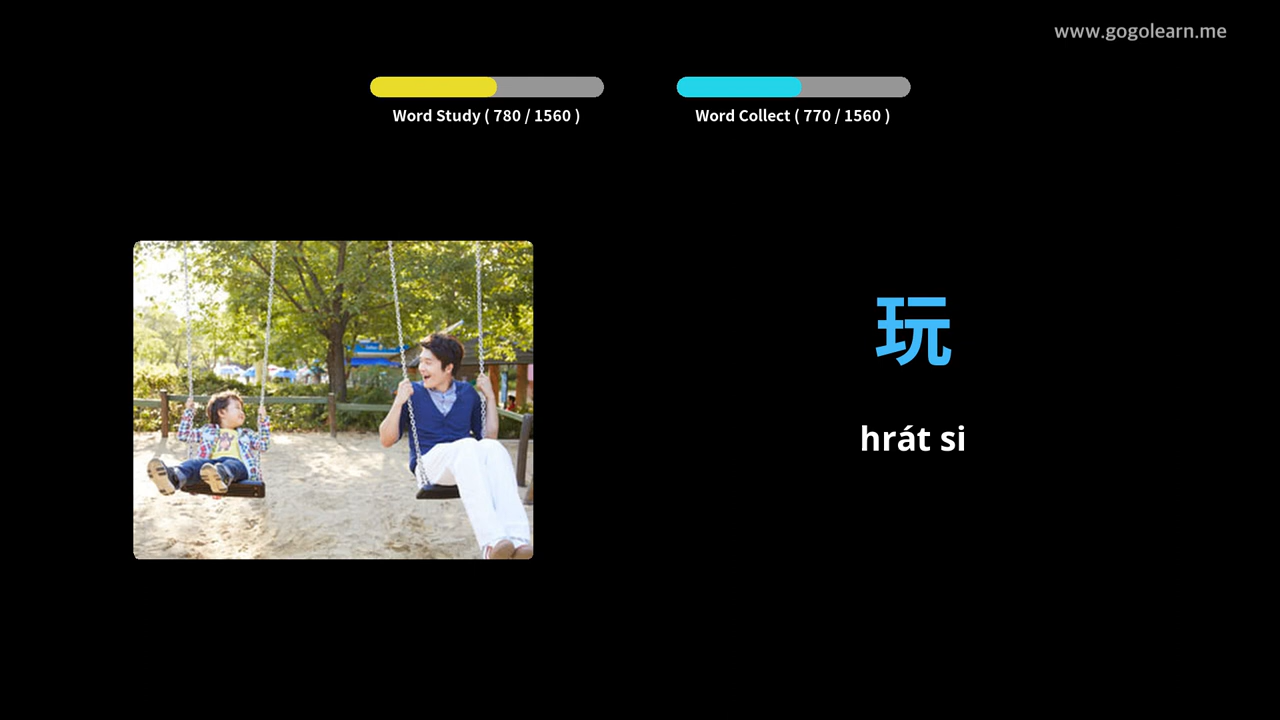 www.gogolearn.me
Word Study ( 780 / 1560 )
Word Collect ( 770 / 1560 )
玩
hrát si